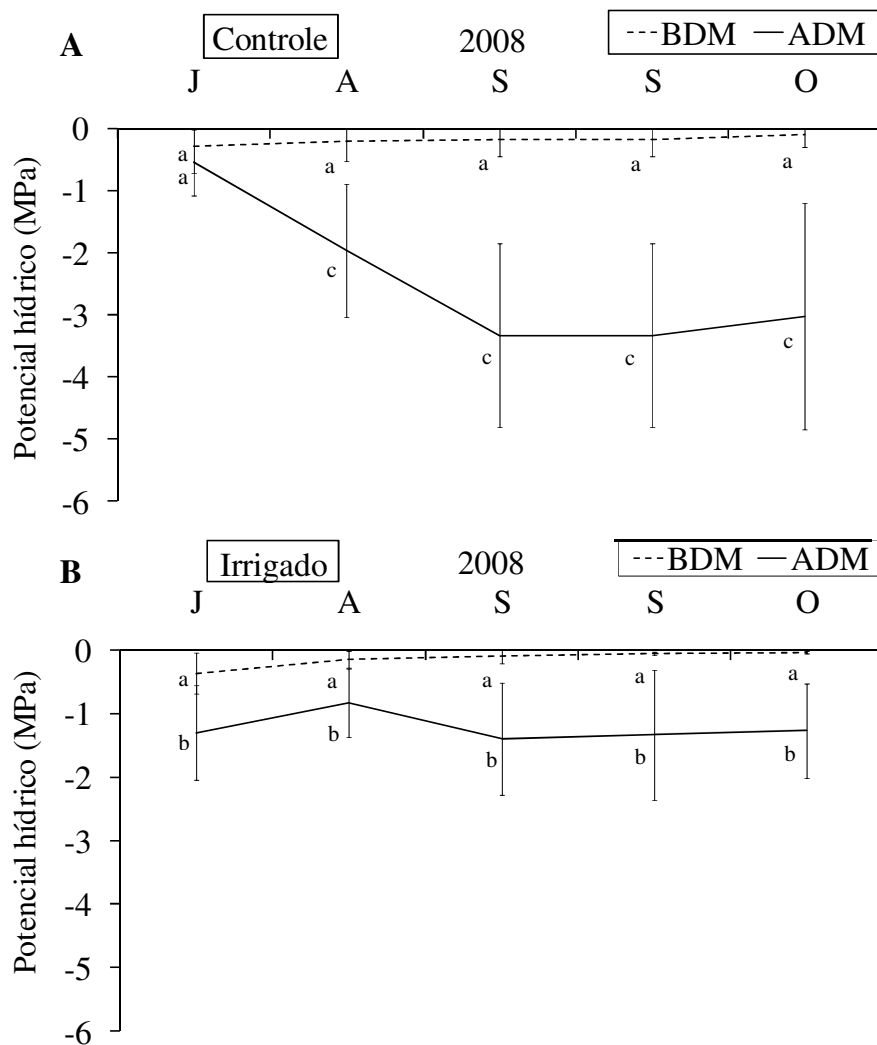 A Controle 2008 BDM ADM
J A S S O
Potencial hídrico (MPa)
0
-1
-2
-3
-4
-5
-6
a a a a a
a c c c c
B Irrigado 2008 BDM ADM
J A S S O
Potencial hídrico (MPa)
0
-1
-2
-3
-4
-5
-6
a a a a a
b b b b b